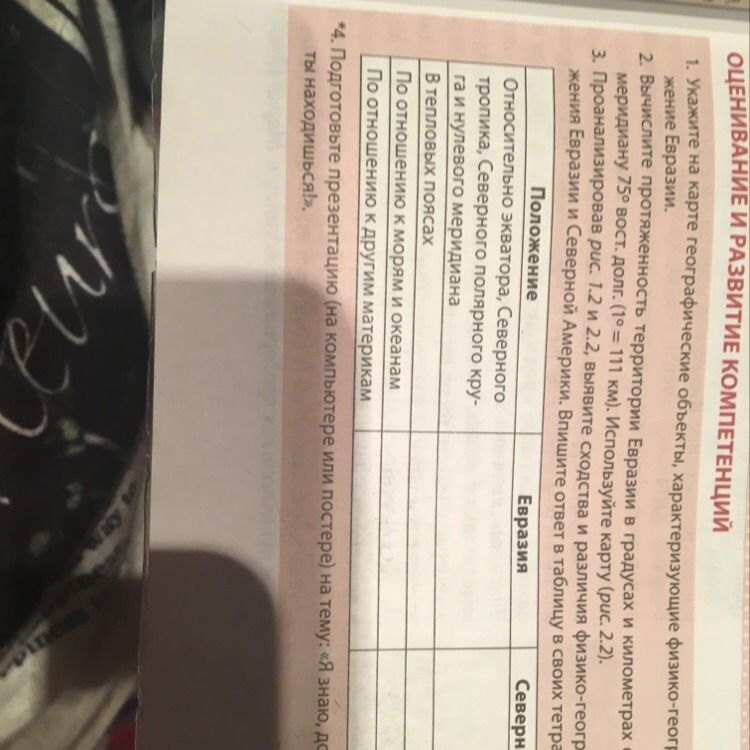 ОЦЕНИВАНИЕ И РАЗВИТИЕ КОМПЕТЕНЦИЙ
1. Укажите на карте географические объекты, характеризующие физико-геог
жение Евразии.
2. Вычислите протяженность территории Евразии в градусах и километрах
меридиану 75° вост. долг. (1° = 111 км). Используйте карту (рис. 2.2).
3. Проанализировав рис. 1.2 и 2.2, выявите сходства и различия физико-геогр
жения Евразии и Северной Америки. Впишите ответ в таблицу в своих тетра
Положение Евразия Северн
Относительно экватора, Северного
тропика, Северного полярного кру-
га и нулевого меридиана
В тепловых поясах
По отношению к морям и океанам
По отношению к другим материкам
*4. Подготовьте презентацию (на компьютере или постере) на тему: «Я знаю, до
ты находишься!».